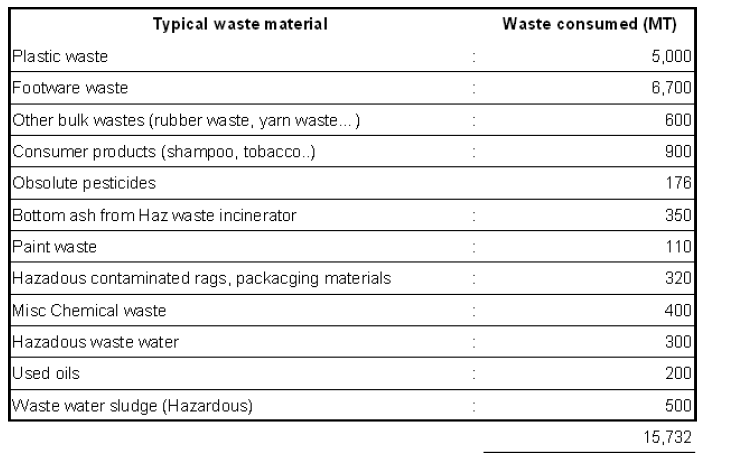 Typical waste material Waste consumed (MT)
Plastic waste : 5,000
Footware waste : 6,700
Other bulk wastes (rubber waste, yarn waste...) : 600
Consumer products (shampoo, tobacco..) : 900
Obsolute pesticides : 176
Bottom ash from Haz waste incinerator : 350
Paint waste : 110
Hazadous contaminated rags, packacging materials : 320
Misc Chemical waste : 400
Hazadous waste water : 300
Used oils : 200
Waste water sludge (Hazardous) : 500
15,732